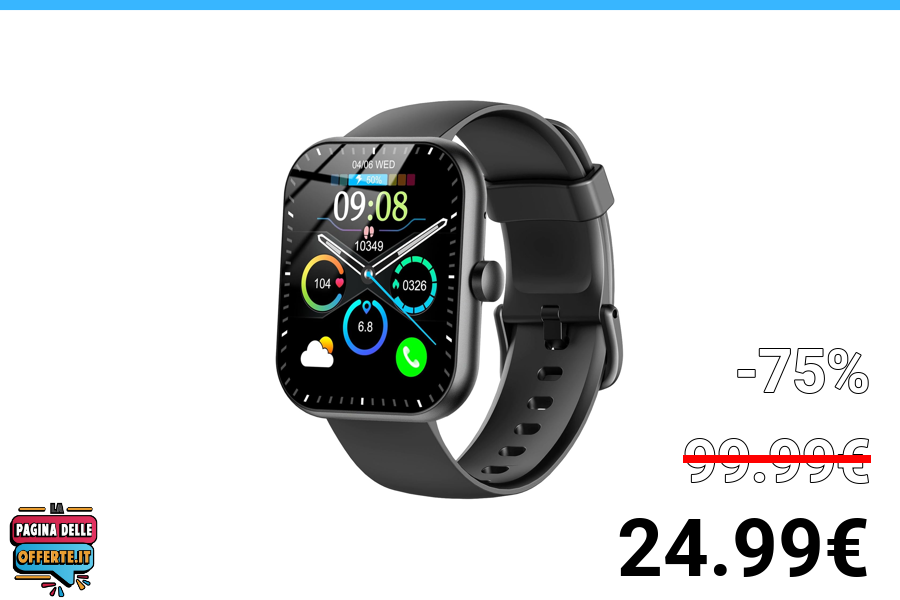 04/06 WED
50%
09:08
10349
104
0326
6.8
-75%
99.99€
24.99€
LA
PAGINA DELLE
OFFERTE.IT